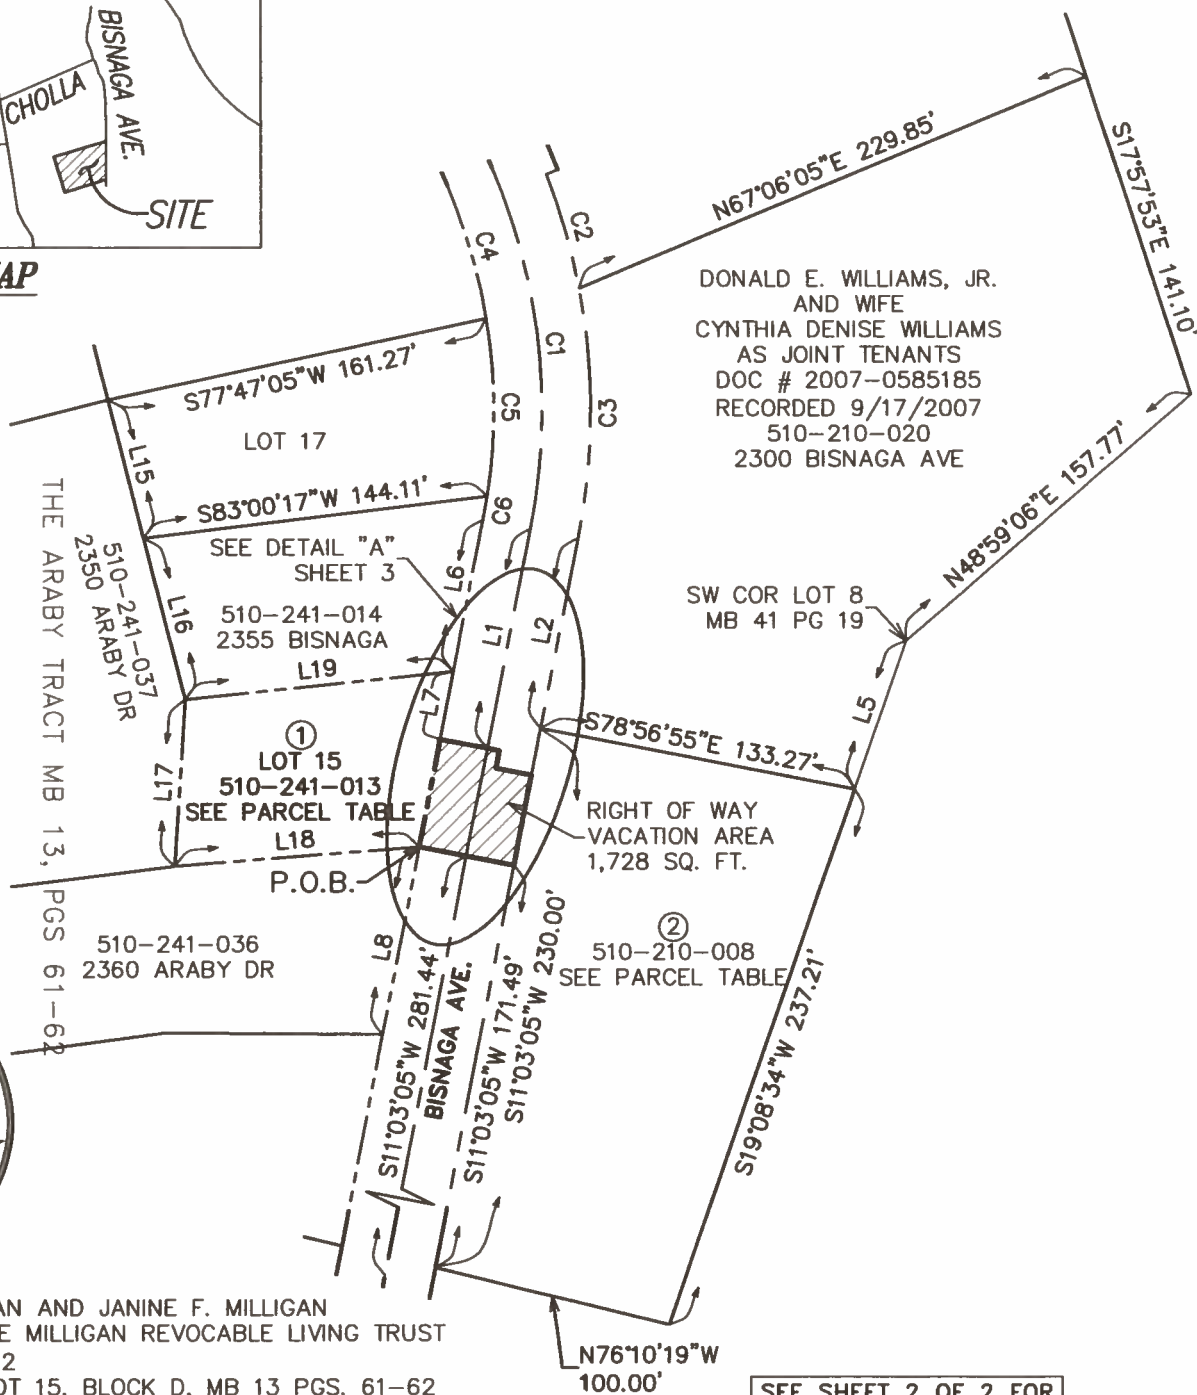 BISNAGA AVE.
CHOLLA
SITE
AP
C4
C2
C1
C5
C3
C6
N67°06'05"E 229.85'
S17°57'53"E 141.10'
DONALD E. WILLIAMS, JR.
AND WIFE
CYNTHIA DENISE WILLIAMS
AS JOINT TENANTS
DOC # 2007-0585185
RECORDED 9/17/2007
510-210-020
2300 BISNAGA AVE
S77°47'05"W 161.27'
LOT 17
L15
S83°00'17"W 144.11'
N48°59'06"E 157.77'
SEE DETAIL "A"
SHEET 3
L6
SW COR LOT 8
MB 41 PG 19
THE ARABY TRACT MB 13, PGS 61-62
510-241-037
2350 ARABY DR
L16
510-241-014
2355 BISNAGA
L1
L2
L19
L7
L5
S78°56'55"E 133.27'
1
LOT 15
510-241-013
SEE PARCEL TABLE
L17
L18
P.O.B.
RIGHT OF WAY
VACATION AREA
1,728 SQ. FT.
2
510-210-008
SEE PARCEL TABLE
510-241-036
2360 ARABY DR
L8
S11°03'05"W 281.44'
BISNAGA AVE.
S11°03'05"W 171.49'
S11°03'05"W 230.00'
S19°08'34"W 237.21'
N76°10'19"W
100.00'
AN AND JANINE F. MILLIGAN
E MILLIGAN REVOCABLE LIVING TRUST
2
OT 15, BLOCK D, MB 13 PGS. 61-62
SEE SHEET 2 OF 2 FOR